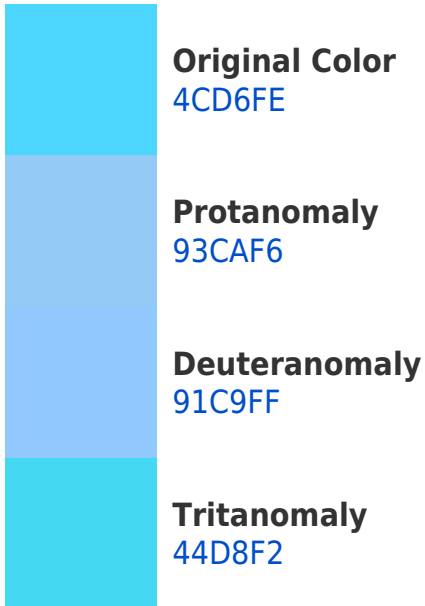 Original Color
4CD6FE
Protanomaly
93CAF6
Deuteranomaly
91C9FF
Tritanomaly
44D8F2